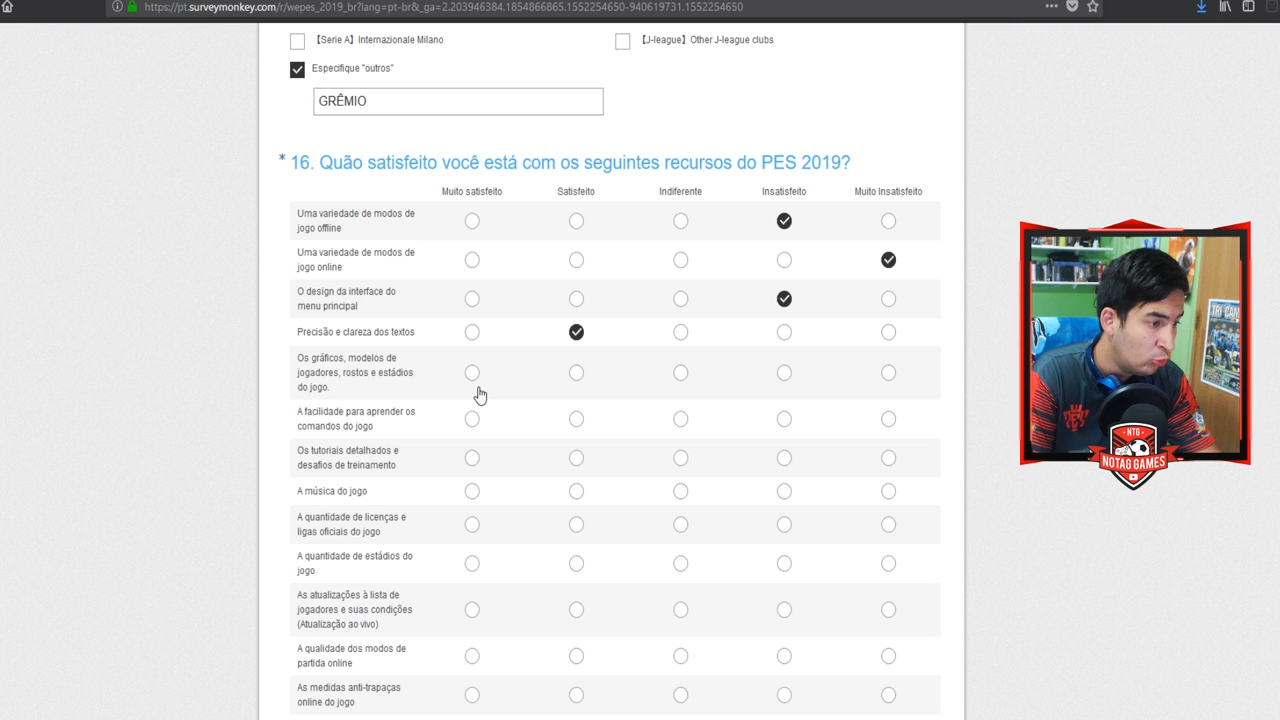 https://pt.surveymonkey.com/r/wepes_2019_br?lang=pt-br&_ga=2.203946384.1854866865.1552254650-940619731.1552254650
【Serie A】Internazionale Milano
【J-league】Other J-league clubs
Especifique "outros"
GRÊMIO
* 16. Quão satisfeito você está com os seguintes recursos do PES 2019?
Muito satisfeito Satisfeito Indiferente Insatisfeito Muito Insatisfeito
Uma variedade de modos de
jogo offline
Uma variedade de modos de
jogo online
O design da interface do
menu principal
Precisão e clareza dos textos
Os gráficos, modelos de
jogadores, rostos e estádios
do jogo.
A facilidade para aprender os
comandos do jogo
Os tutoriais detalhados e
desafios de treinamento
A música do jogo
A quantidade de licenças e
ligas oficiais do jogo
A quantidade de estádios do
jogo
As atualizações à lista de
jogadores e suas condições
(Atualização ao vivo)
A qualidade dos modos de
partida online
As medidas anti-trapaças
online do jogo
TRI CAM
NTG
NOTAG GAMES